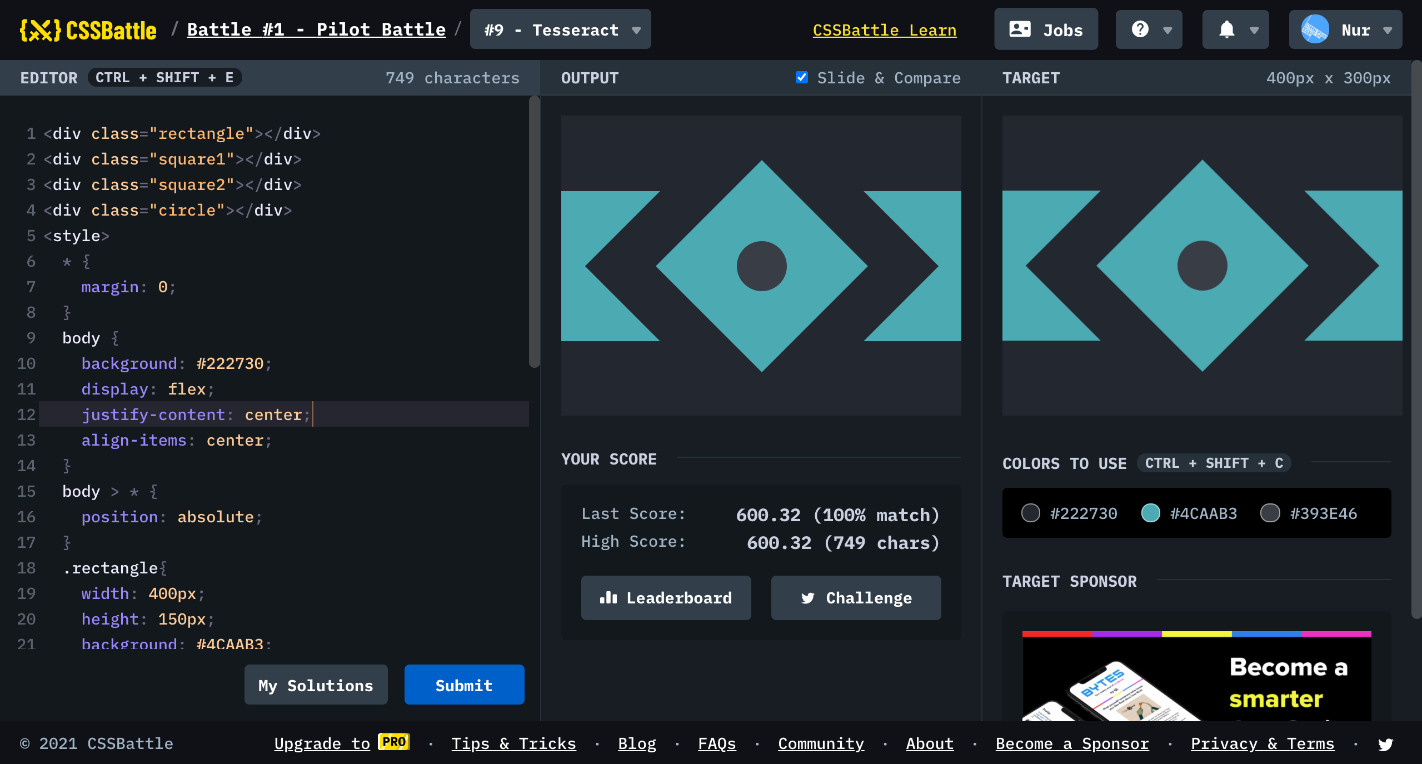 {X} CSSBattle / Battle #1 - Pilot Battle / #9 - Tesseract CSSBattle Learn Jobs ? Nur
EDITOR CTRL + SHIFT + E 749 characters
1 <div class="rectangle"></div>
2 <div class="square1"></div>
3 <div class="square2"></div>
4 <div class="circle"></div>
5 <style>
6 * {
7 margin: 0;
8 }
9 body {
10 background: #222730;
11 display: flex;
12 justify-content: center;
13 align-items: center;
14 }
15 body > * {
16 position: absolute;
17 }
18 .rectangle{
19 width: 400px;
20 height: 150px;
21 background: #4CAAB3;
My Solutions Submit
OUTPUT Slide & Compare
YOUR SCORE
Last Score: 600.32 (100% match)
High Score: 600.32 (749 chars)
Leaderboard Challenge
TARGET 400px x 300px
COLORS TO USE CTRL + SHIFT + C
#222730 #4CAAB3 #393E46
TARGET SPONSOR
BYTES
Become a
smarter
© 2021 CSSBattle Upgrade to PRO · Tips & Tricks · Blog · FAQs · Community · About · Become a Sponsor · Privacy & Terms ·